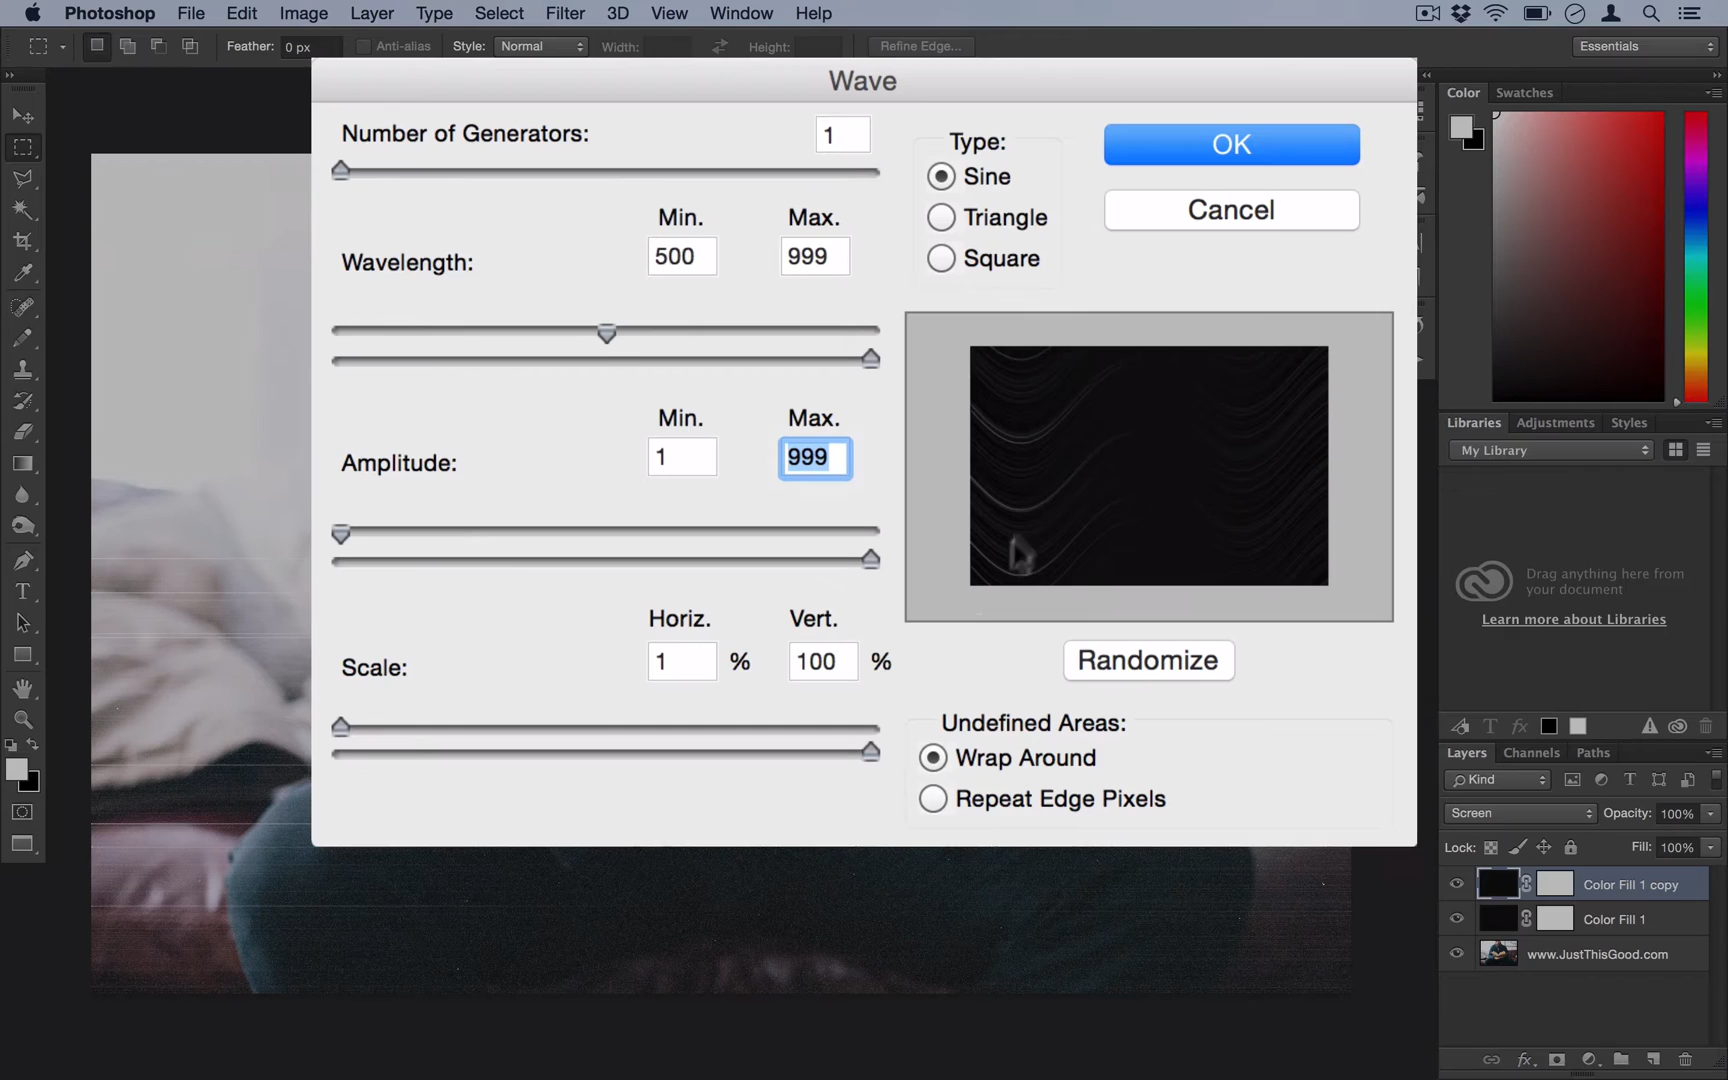 Photoshop File Edit Image Layer Type Select Filter 3D View Window Help
Feather: 0 px Anti-alias Style: Normal Width: Height: Refine Edge... Essentials
Wave
Number of Generators: 1
Min. Max.
Wavelength: 500 999
Min. Max.
Amplitude: 1 999
Horiz. Vert.
Scale: 1 % 100 %
Type:
Sine
Triangle
Square
OK
Cancel
Randomize
Undefined Areas:
Wrap Around
Repeat Edge Pixels
Color Swatches
Libraries Adjustments Styles
My Library
Drag anything here from
your document
Learn more about Libraries
Layers Channels Paths
Kind
Screen Opacity: 100%
Lock: Fill: 100%
Color Fill 1 copy
Color Fill 1
www.JustThisGood.com